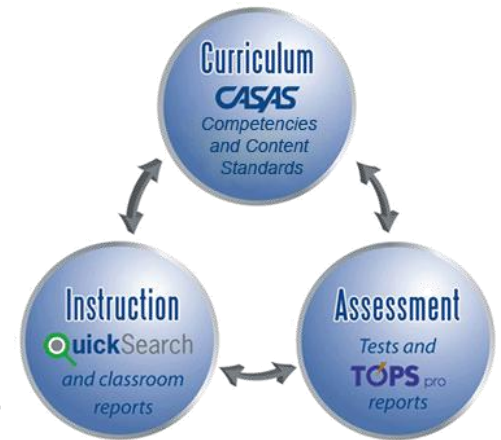 Curriculum
CASAS
Competencies
and Content
Standards
Instruction
QuickSearch
and classroom
reports
Assessment
Tests and
TOPS pro
reports